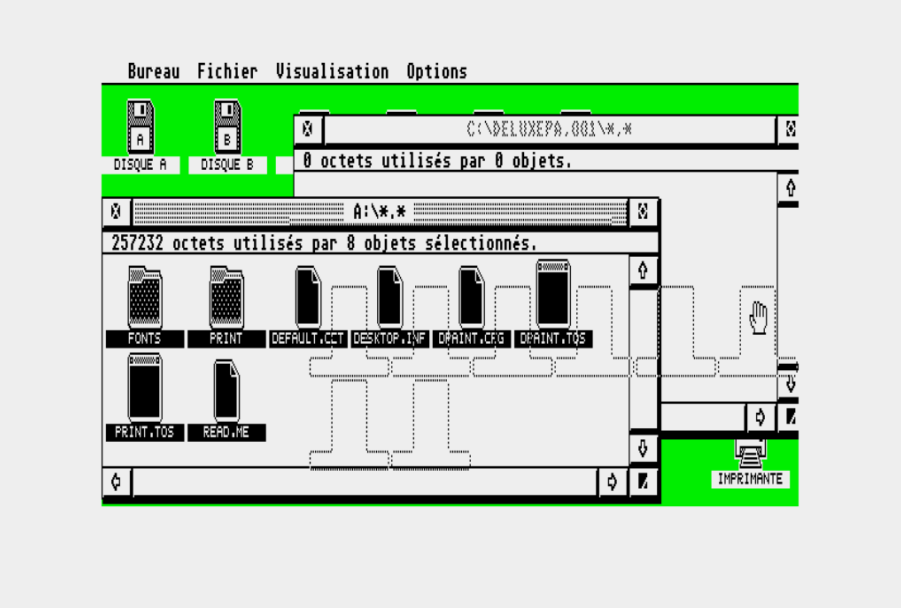 Bureau Fichier Visualisation Options
A B
DISQUE A DISQUE B
C:\DELUXEPA.001\*.*
0 octets utilisés par 0 objets.
A:\*.*
257232 octets utilisés par 8 objets sélectionnés.
FONTS PRINT DEFAULT.CCT DESKTOP.INF DPAINT.CFG DPAINT.TOS
PRINT.TOS READ.ME
IMPRIMANTE